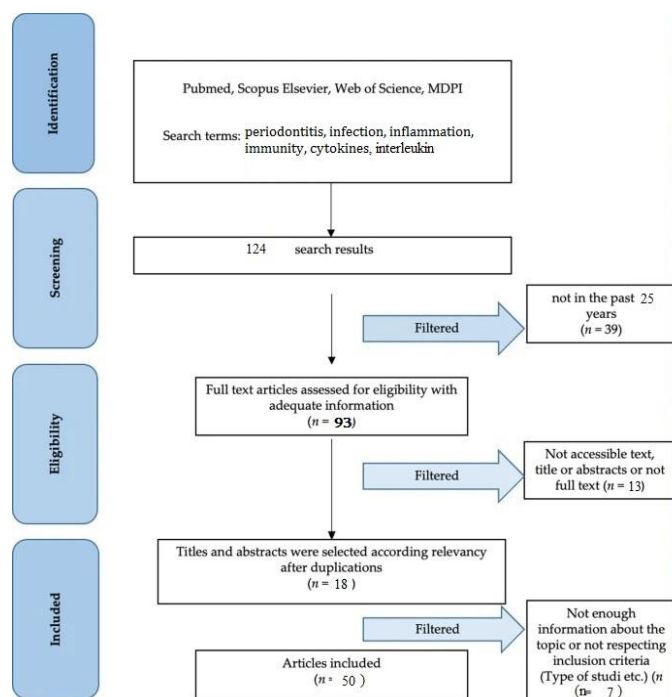 Identification
Pubmed, Scopus Elsevier, Web of Science, MDPI
Search terms: periodontitis, infection, inflammation,
immunity, cytokines, interleukin
Screening
124 search results
Filtered
not in the past 25
years
(n = 39)
Eligibility
Full text articles assessed for eligibility with
adequate information
(n = 93)
Filtered
Not accessible text,
title or abstracts or not
full text (n = 13)
Included
Titles and abstracts were selected according relevancy
after duplications
(n = 18 )
Filtered
Not enough
information about the
topic or not respecting
inclusion criteria
(Type of studi etc.) (n
(n= 7 )
Articles included
(n = 50 )